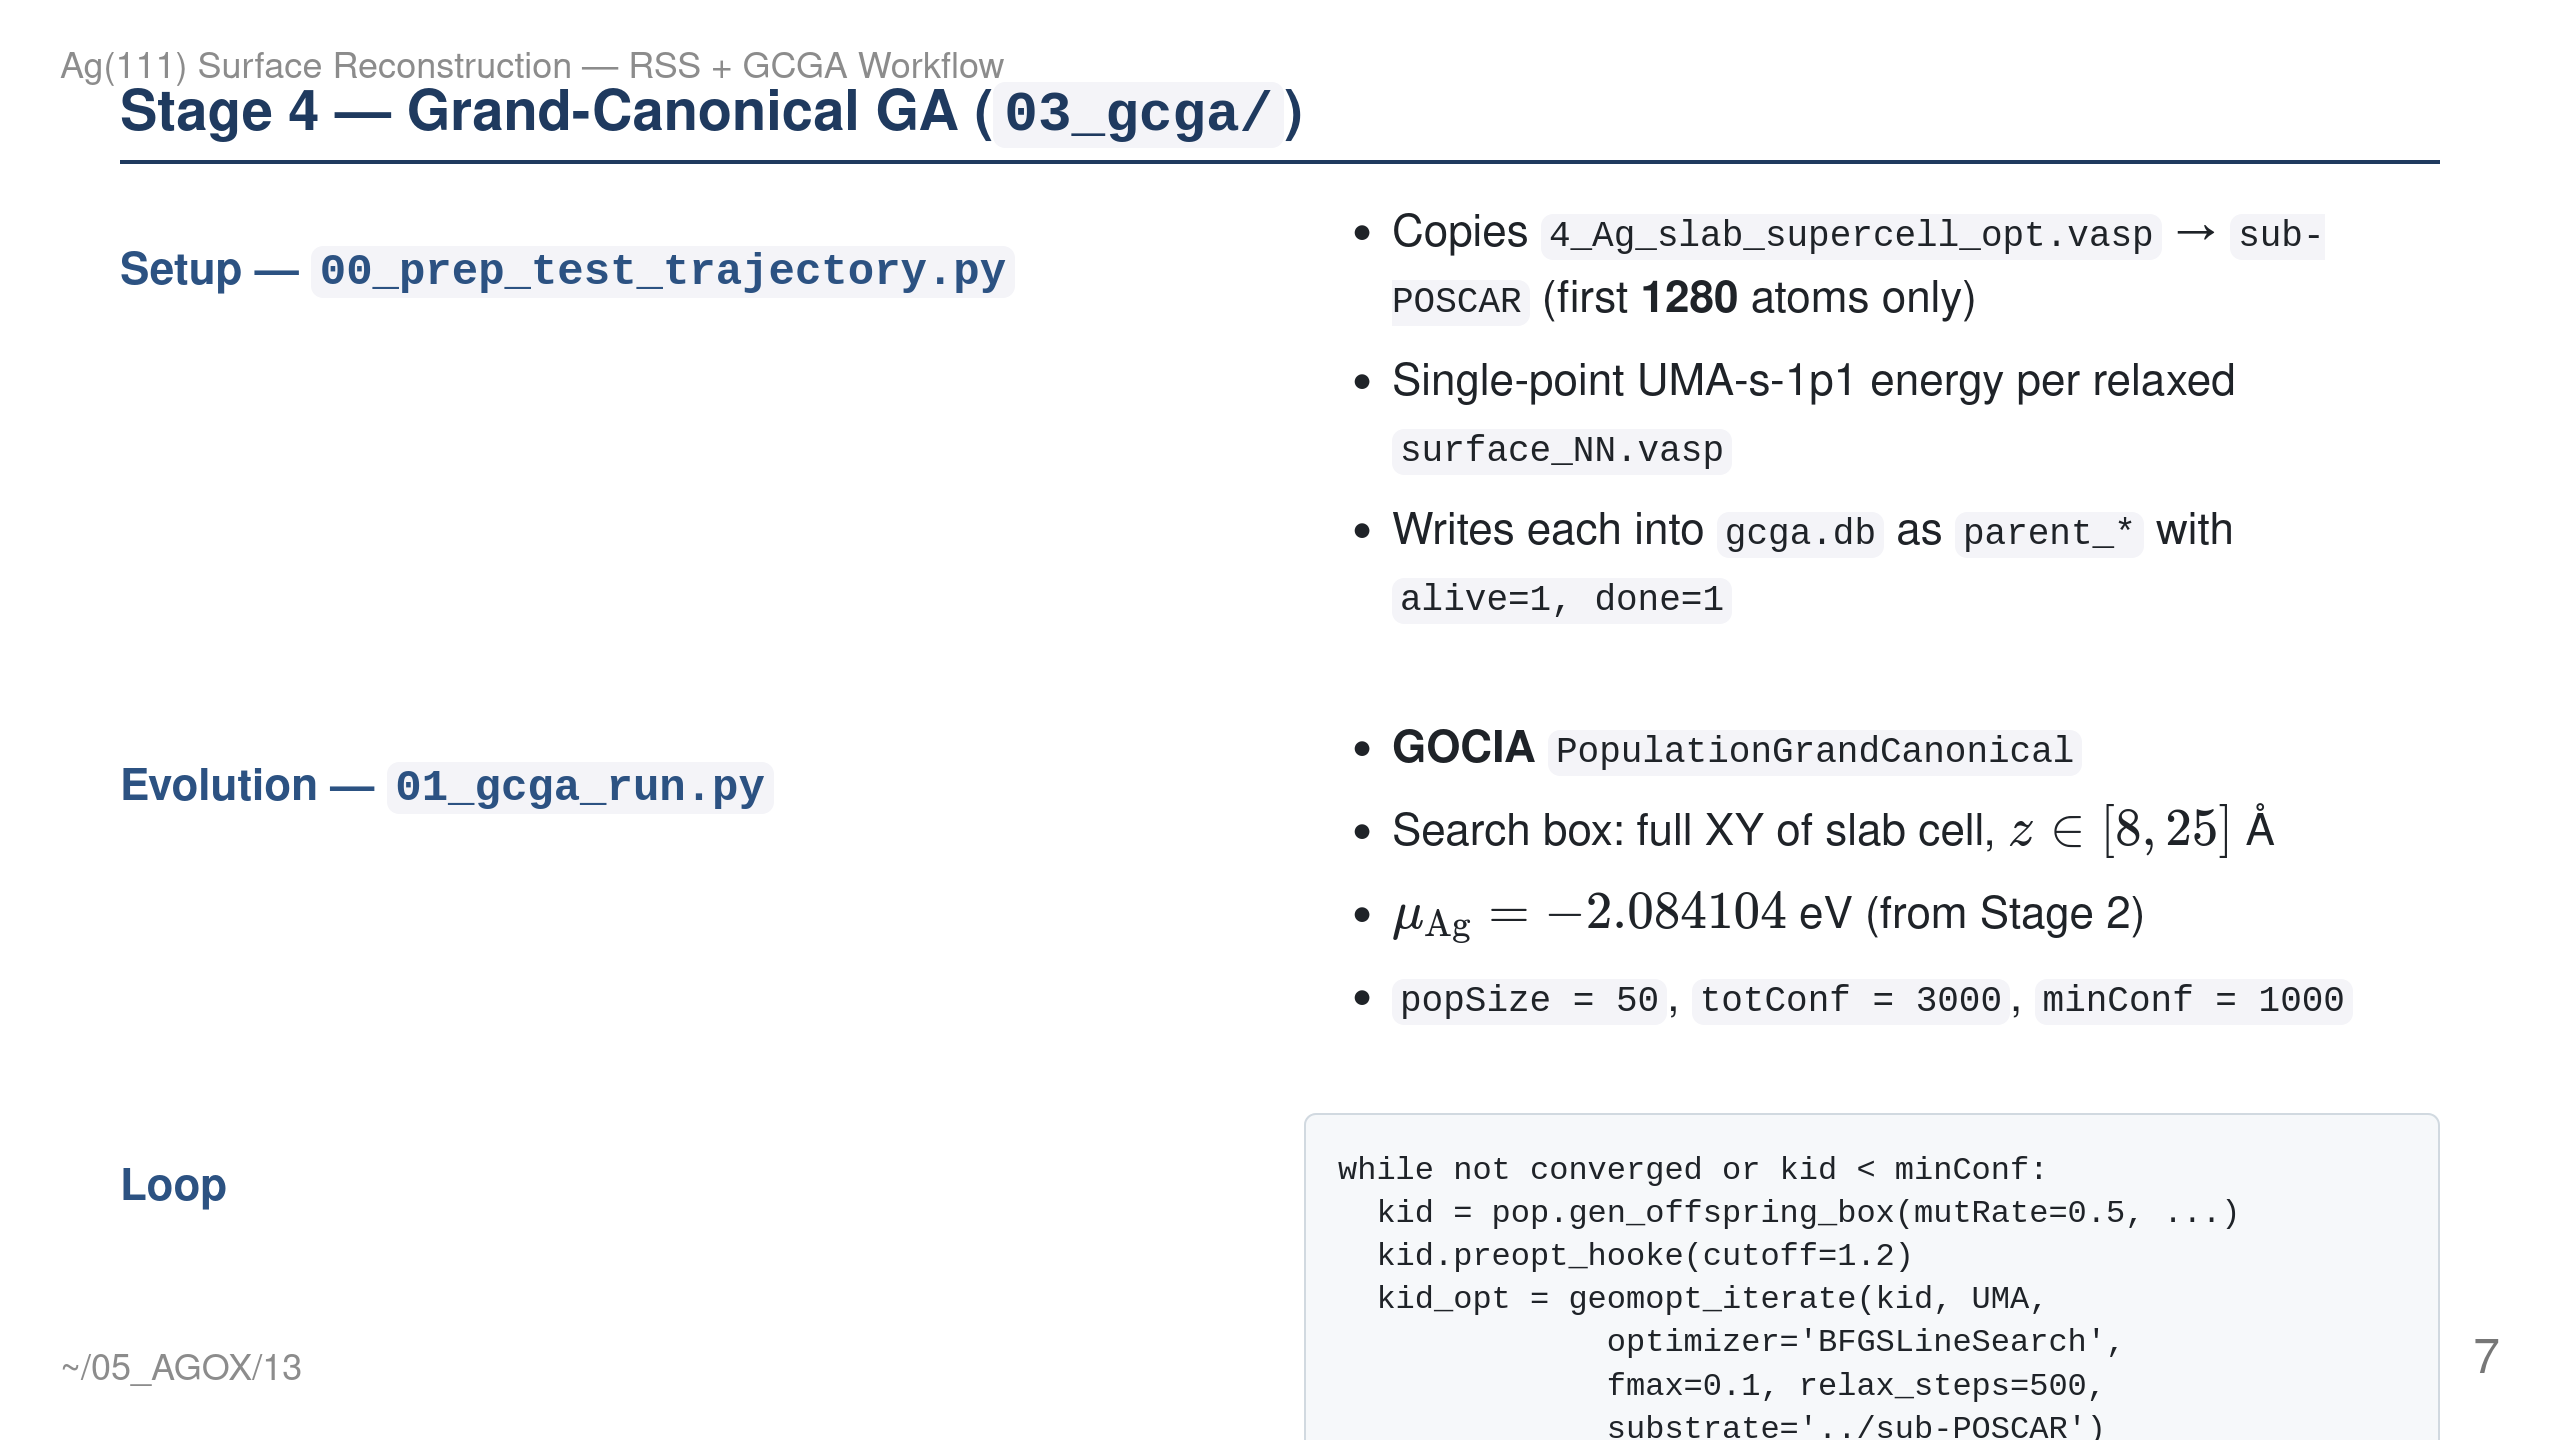 Ag(111) Surface Reconstruction — RSS + GCGA Workflow
Stage 4 — Grand-Canonical GA (03_gcga/)
Setup — 00_prep_test_trajectory.py
• Copies 4_Ag_slab_supercell_opt.vasp → sub-
POSCAR (first 1280 atoms only)
• Single-point UMA-s-1p1 energy per relaxed
surface_NN.vasp
• Writes each into gcga.db as parent_* with
alive=1, done=1
Evolution — 01_gcga_run.py
• GOCIA PopulationGrandCanonical
• Search box: full XY of slab cell, z ∈ [8, 25] Å
• μ_Ag = −2.084104 eV (from Stage 2)
• popSize = 50, totConf = 3000, minConf = 1000
Loop
while not converged or kid < minConf:
  kid = pop.gen_offspring_box(mutRate=0.5, ...)
  kid.preopt_hooke(cutoff=1.2)
  kid_opt = geomopt_iterate(kid, UMA,
              optimizer='BFGSLineSearch',
              fmax=0.1, relax_steps=500,
              substrate='../sub-POSCAR')
~/05_AGOX/13
7